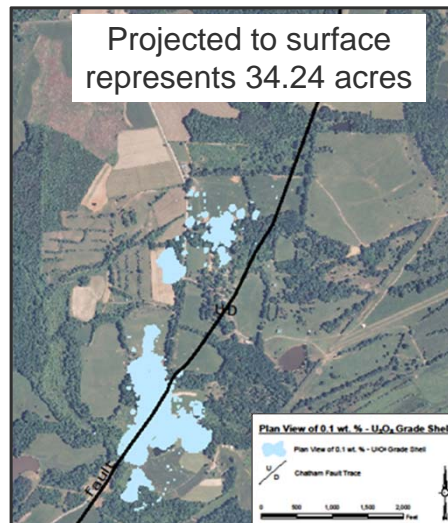 Projected to surface
represents 34.24 acres
U D
Fault
Plan View of 0.1 wt. % - U₃O₈ Grade Shell
Plan View of 0.1 wt. % - U₃O₈ Grade Shell
U
D
Chatham Fault Trace
0 500 1,000 1,500 2,000
Feet